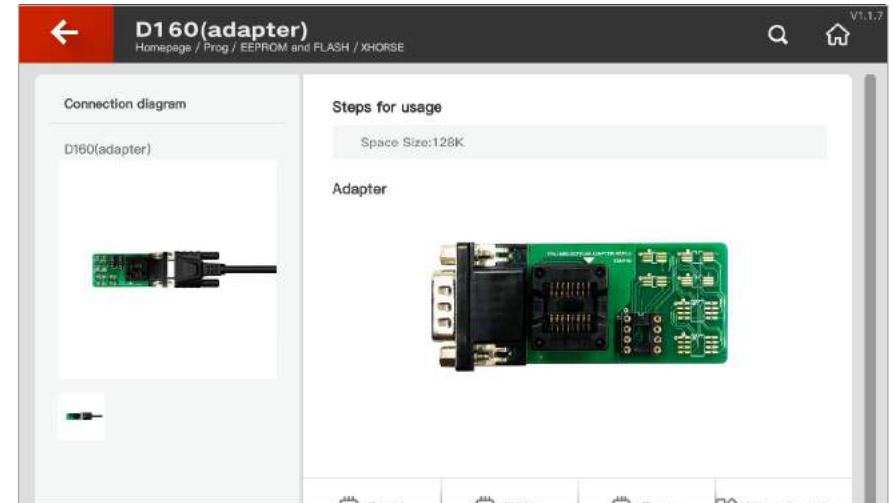 D160(adapter)
Homepage / Prog / EEPROM and FLASH / XHORSE
V1.1.7
Connection diagram
D160(adapter)
Steps for usage
Space Size:128K
Adapter